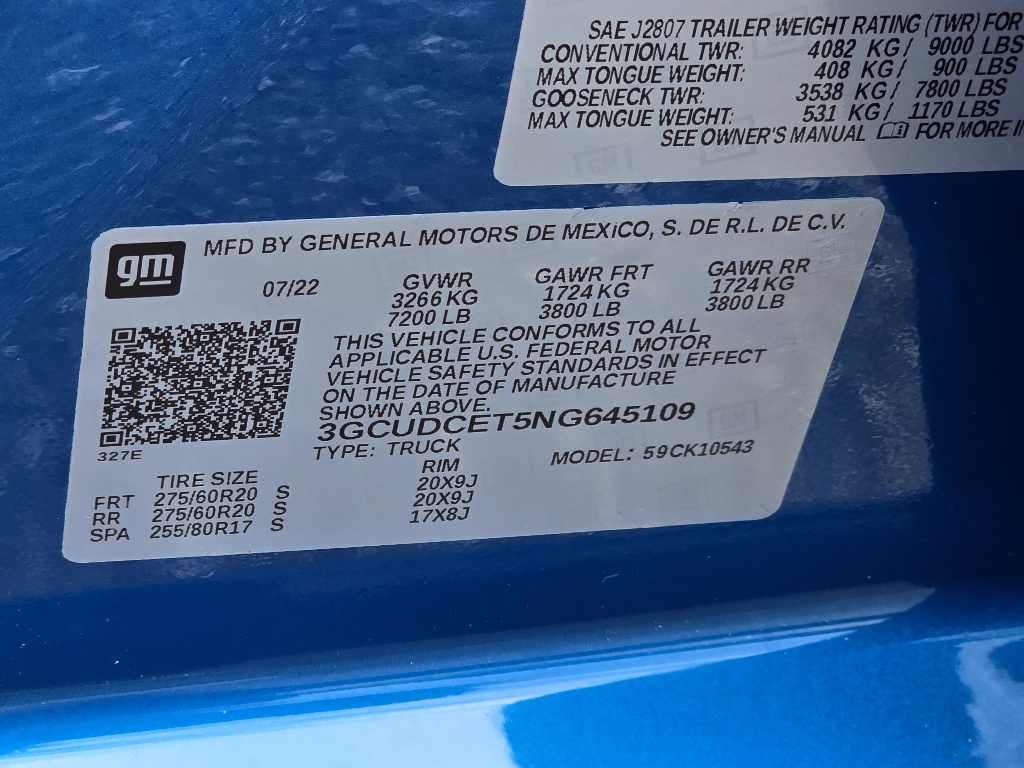 SAE J2807 TRAILER WEIGHT RATING (TWR) FOR
CONVENTIONAL TWR: 4082 KG/ 9000 LBS
MAX TONGUE WEIGHT: 408 KG/ 900 LBS
GOOSENECK TWR: 3538 KG/ 7800 LBS
MAX TONGUE WEIGHT: 531 KG/ 1170 LBS
SEE OWNER'S MANUAL FOR MORE
gm
MFD BY GENERAL MOTORS DE MEXICO, S. DE R.L. DE C.V.
07/22 GVWR GAWR FRT GAWR RR
3266 KG 1724 KG 1724 KG
7200 LB 3800 LB 3800 LB
THIS VEHICLE CONFORMS TO ALL
APPLICABLE U.S. FEDERAL MOTOR
VEHICLE SAFETY STANDARDS IN EFFECT
ON THE DATE OF MANUFACTURE
SHOWN ABOVE.
3GCUDCET5NG645109
327E
TYPE: TRUCK MODEL: 59CK10543
TIRE SIZE RIM
FRT 275/60R20 S 20X9J
RR 275/60R20 S 20X9J
SPA 255/80R17 S 17X8J